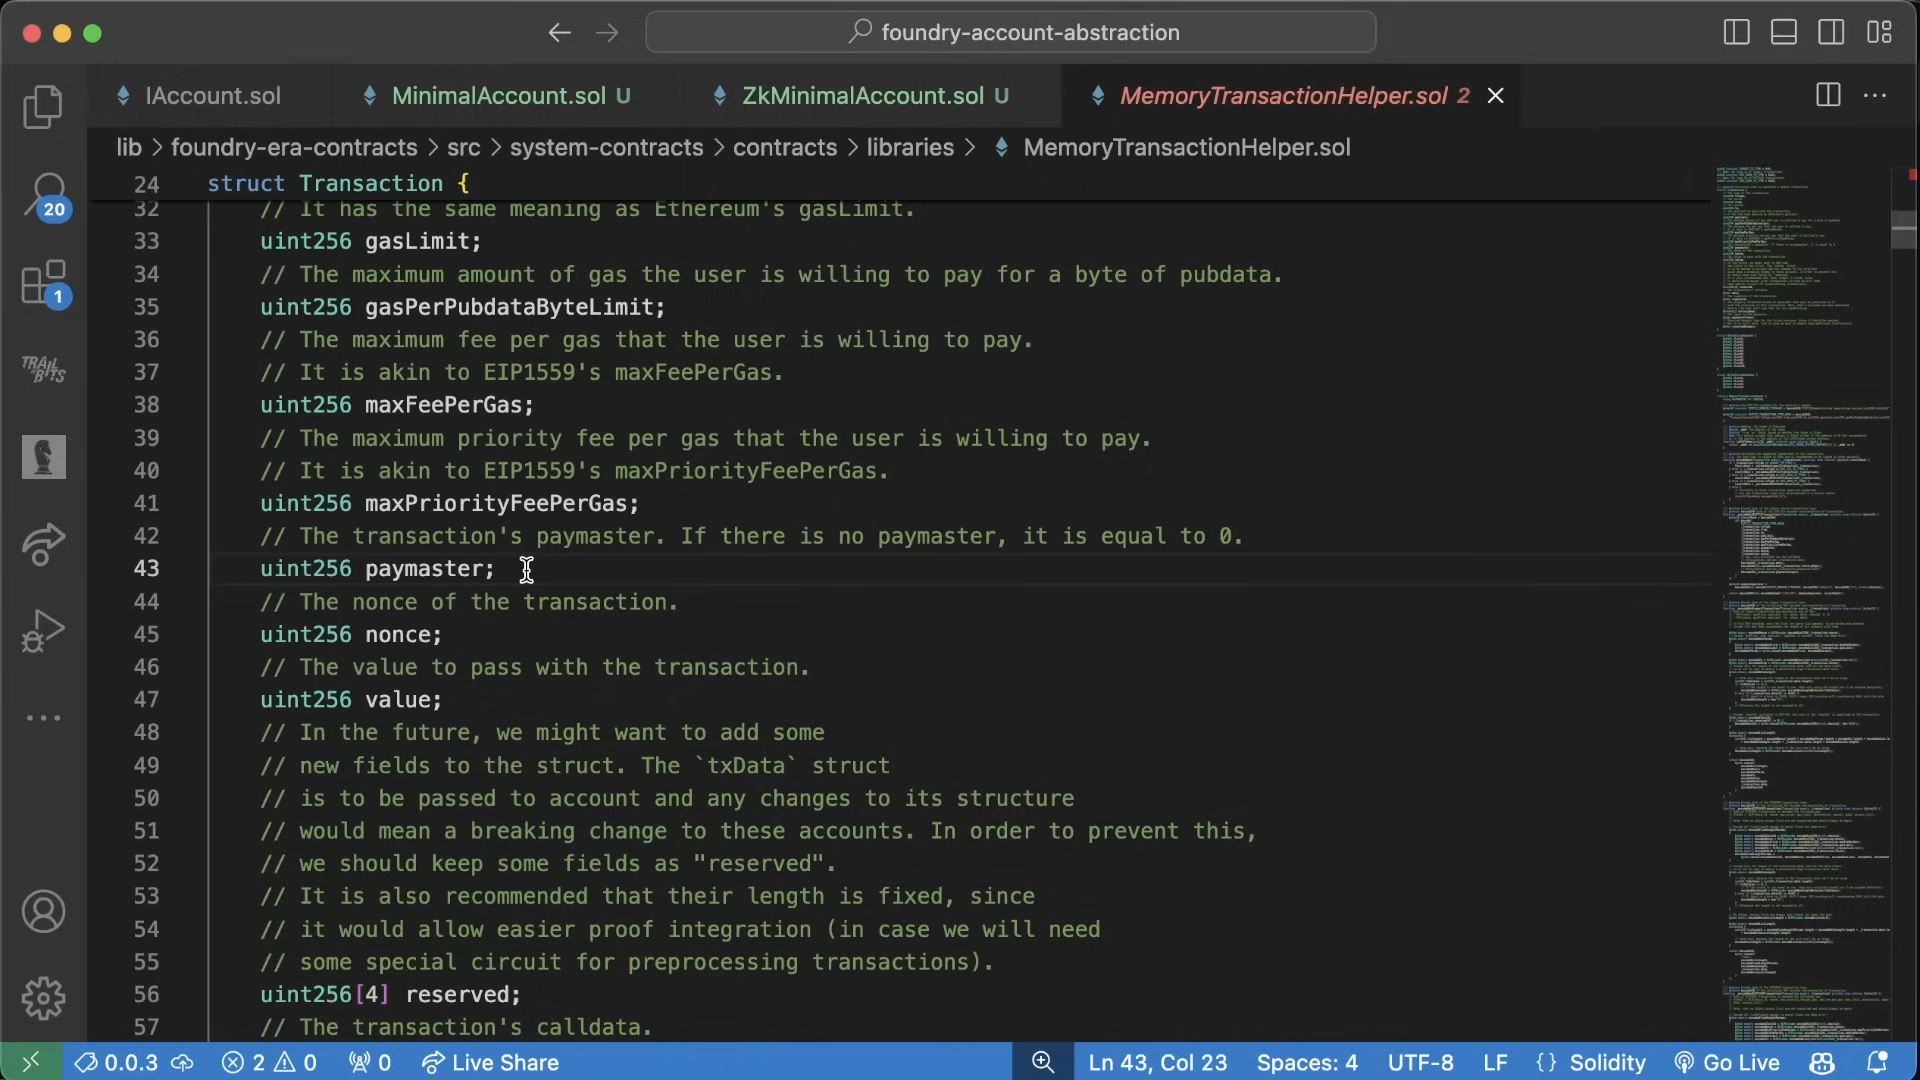 foundry-account-abstraction
IAccount.sol
MinimalAccount.sol U
ZkMinimalAccount.sol U
MemoryTransactionHelper.sol 2
lib > foundry-era-contracts > src > system-contracts > contracts > libraries > MemoryTransactionHelper.sol
24 struct Transaction {
32 // It has the same meaning as Ethereum's gasLimit.
33 uint256 gasLimit;
34 // The maximum amount of gas the user is willing to pay for a byte of pubdata.
35 uint256 gasPerPubdataByteLimit;
36 // The maximum fee per gas that the user is willing to pay.
37 // It is akin to EIP1559's maxFeePerGas.
38 uint256 maxFeePerGas;
39 // The maximum priority fee per gas that the user is willing to pay.
40 // It is akin to EIP1559's maxPriorityFeePerGas.
41 uint256 maxPriorityFeePerGas;
42 // The transaction's paymaster. If there is no paymaster, it is equal to 0.
43 uint256 paymaster;
44 // The nonce of the transaction.
45 uint256 nonce;
46 // The value to pass with the transaction.
47 uint256 value;
48 // In the future, we might want to add some
49 // new fields to the struct. The `txData` struct
50 // is to be passed to account and any changes to its structure
51 // would mean a breaking change to these accounts. In order to prevent this,
52 // we should keep some fields as "reserved".
53 // It is also recommended that their length is fixed, since
54 // it would allow easier proof integration (in case we will need
55 // some special circuit for preprocessing transactions).
56 uint256[4] reserved;
57 // The transaction's calldata.
20
1
TRAIL
OF BITS
0.0.3
2 0
0
Live Share
Ln 43, Col 23
Spaces: 4
UTF-8
LF
{} Solidity
Go Live